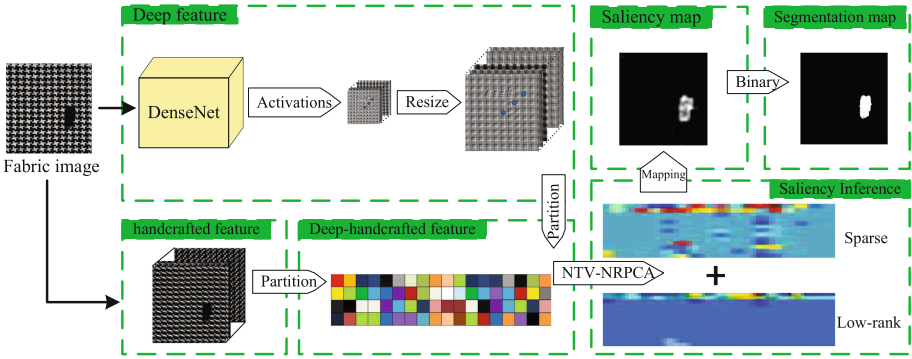 Deep feature
Saliency map
Segmentation map
DenseNet
Activations
Resize
Binary
Fabric image
Mapping
Saliency Inference
Partition
handcrafted feature
Deep-handcrafted feature
Sparse
Partition
NTV-NRPCA
+
Low-rank